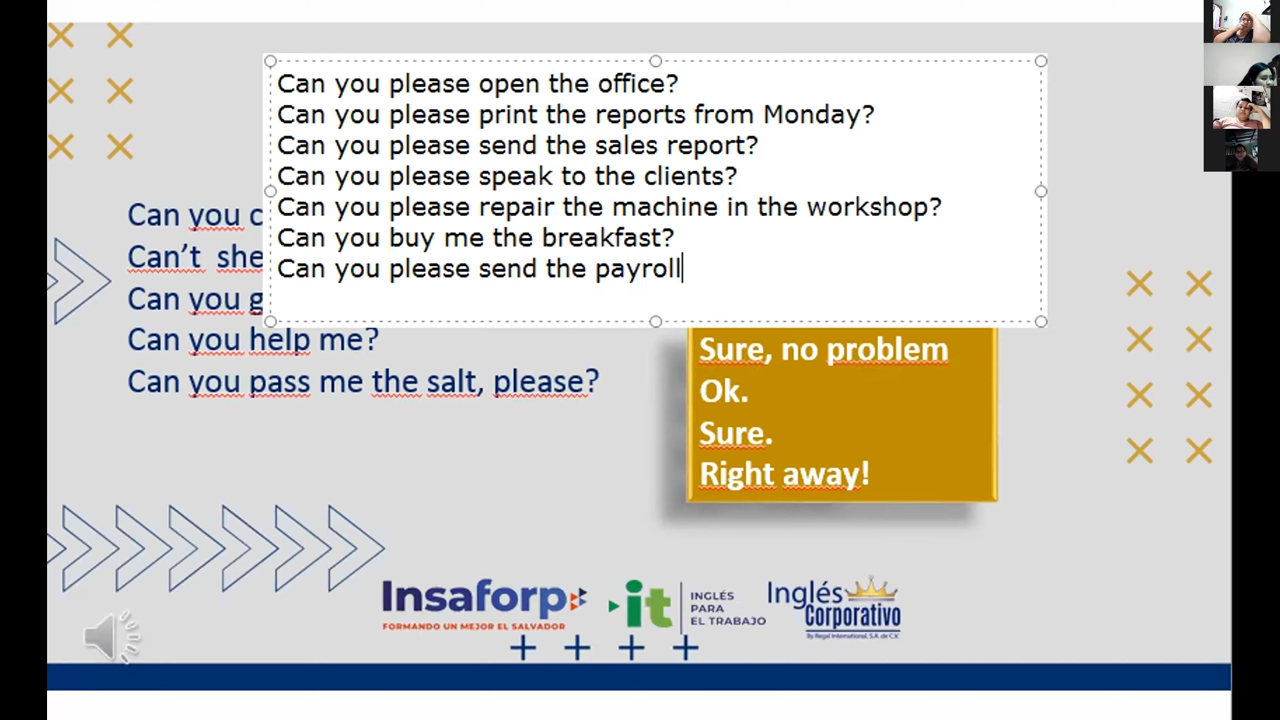 Can you please open the office?
Can you please print the reports from Monday?
Can you please send the sales report?
Can you please speak to the clients?
Can you please repair the machine in the workshop?
Can you buy me the breakfast?
Can you please send the payroll
Can you c
Can't she
Can you g
Can you help me?
Can you pass me the salt, please?
Sure, no problem
Ok.
Sure.
Right away!
Insaforp
FORMANDO UN MEJOR EL SALVADOR
it
INGLÉS
PARA
EL TRABAJO
Inglés
Corporativo
By Regal International, S.A. de C.V.